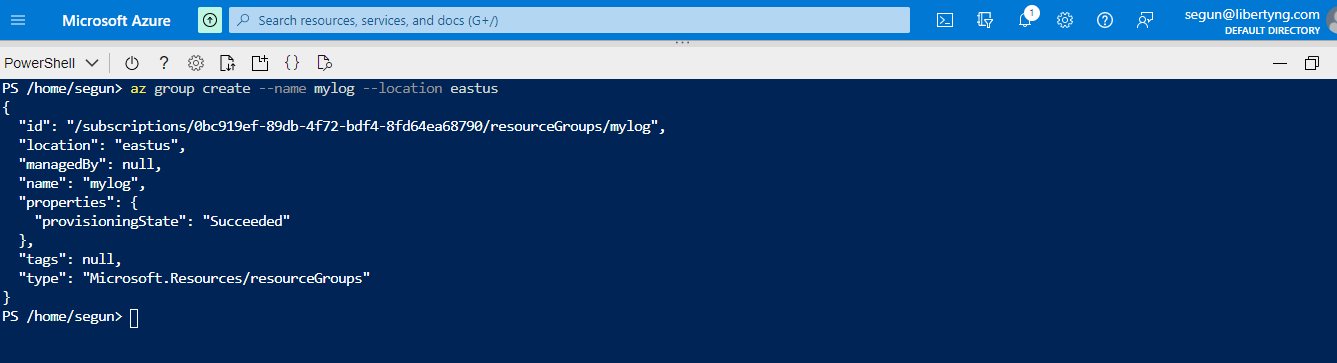 Microsoft Azure
Search resources, services, and docs (G+/)
1
segun@libertyng.com
DEFAULT DIRECTORY
PowerShell
PS /home/segun> az group create --name mylog --location eastus
{
  "id": "/subscriptions/0bc919ef-89db-4f72-bdf4-8fd64ea68790/resourceGroups/mylog",
  "location": "eastus",
  "managedBy": null,
  "name": "mylog",
  "properties": {
    "provisioningState": "Succeeded"
  },
  "tags": null,
  "type": "Microsoft.Resources/resourceGroups"
}
PS /home/segun>